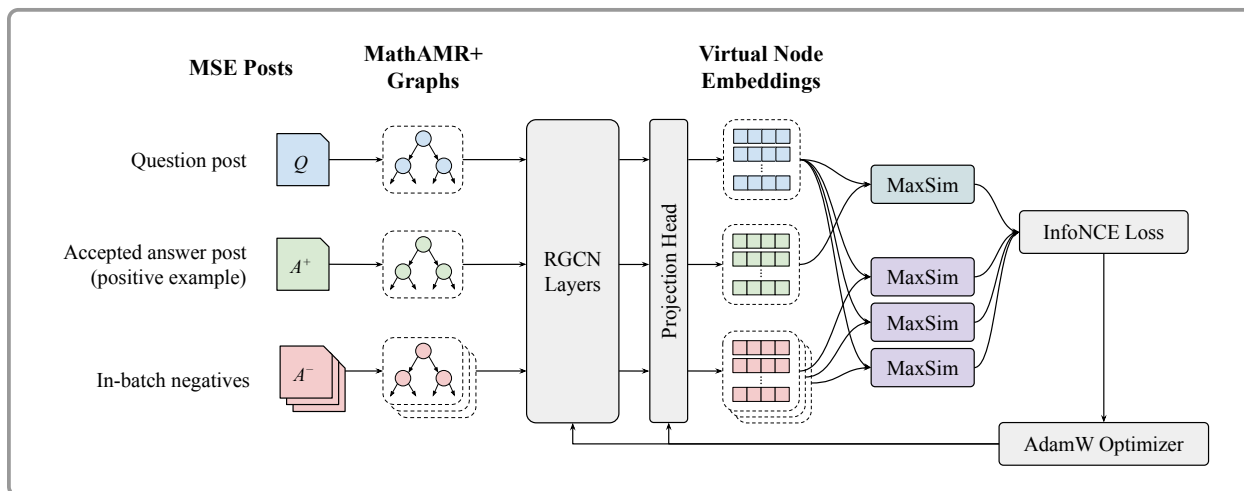 MSE Posts
MathAMR+
Graphs
Virtual Node
Embeddings
Question post
Q
Accepted answer post
(positive example)
A⁺
In-batch negatives
A⁻
RGCN
Layers
Projection Head
MaxSim
MaxSim
MaxSim
MaxSim
InfoNCE Loss
AdamW Optimizer